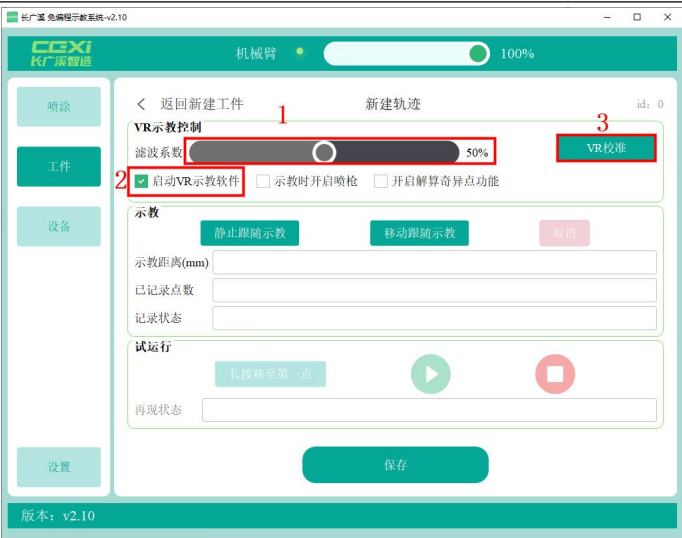 长广溪 免编程示教系统-v2.10
CGXi
长广溪智造
机械臂 100%
喷涂
工件
设备
设置
返回新建工件 新建轨迹 id: 0
1
3
VR示教控制
滤波系数 50% VR校准
2
启动VR示教软件 示教时开启喷枪 开启解算奇异点功能
示教
静止跟随示教 移动跟随示教 取消
示教距离(mm)
已记录点数
记录状态
试运行
长按移至第一点
再现状态
保存
版本：v2.10